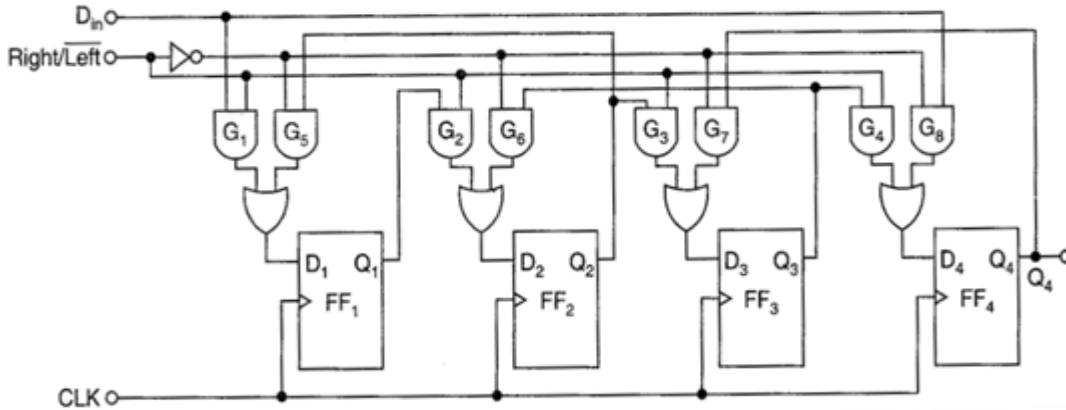 D_in
Right/L̅e̅f̅t̅
G₁ G₅ G₂ G₆ G₃ G₇ G₄ G₈
D₁ Q₁ D₂ Q₂ D₃ Q₃ D₄ Q₄
FF₁ FF₂ FF₃ FF₄ Q₄
CLK